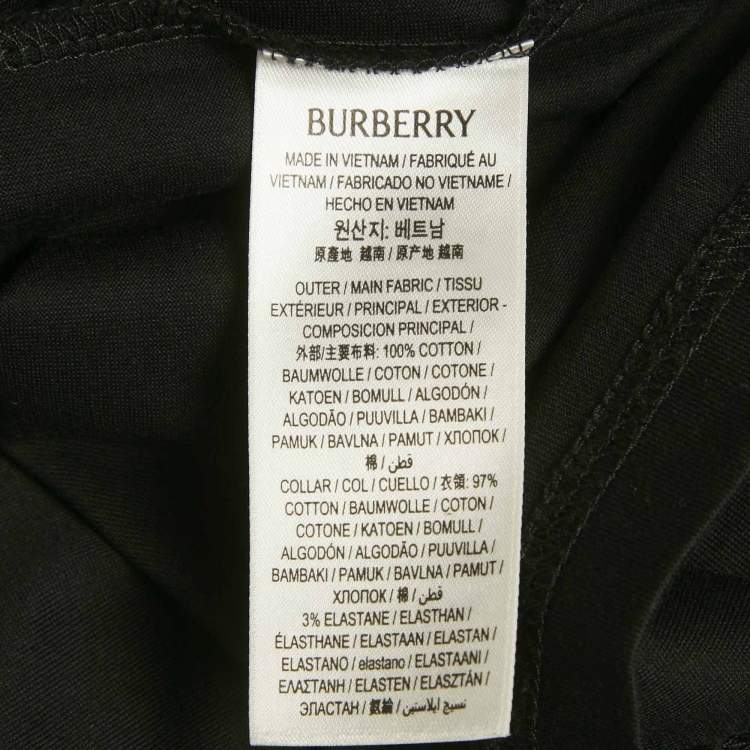 BURBERRY
MADE IN VIETNAM / FABRIQUÉ AU
VIETNAM / FABRICADO NO VIETNAME /
HECHO EN VIETNAM
원산지: 베트남
原產地 越南 / 原产地 越南
OUTER / MAIN FABRIC / TISSU
EXTÉRIEUR / PRINCIPAL / EXTERIOR -
COMPOSICION PRINCIPAL /
外部/主要布料: 100% COTTON /
BAUMWOLLE / COTON / COTONE /
KATOEN / BOMULL / ALGODÓN /
ALGODÃO / PUUVILLA / BAMBAKI /
PAMUK / BAVLNA / PAMUT / ХЛОПОК /
棉 / قطن /
COLLAR / COL / CUELLO / 衣領: 97%
COTTON / BAUMWOLLE / COTON /
COTONE / KATOEN / BOMULL /
ALGODÓN / ALGODÃO / PUUVILLA /
BAMBAKI / PAMUK / BAVLNA / PAMUT /
ХЛОПОК / 棉 / قطن /
3% ELASTANE / ELASTHAN /
ÉLASTHANE / ELASTAAN / ELASTAN /
ELASTANO / elastano / ELASTAANI /
ΕΛΑΣΤΑΝΗ / ELASTEN / ELASZTÁN /
ЭЛАСТАН / 氨綸 / نسيج ايلاستين /